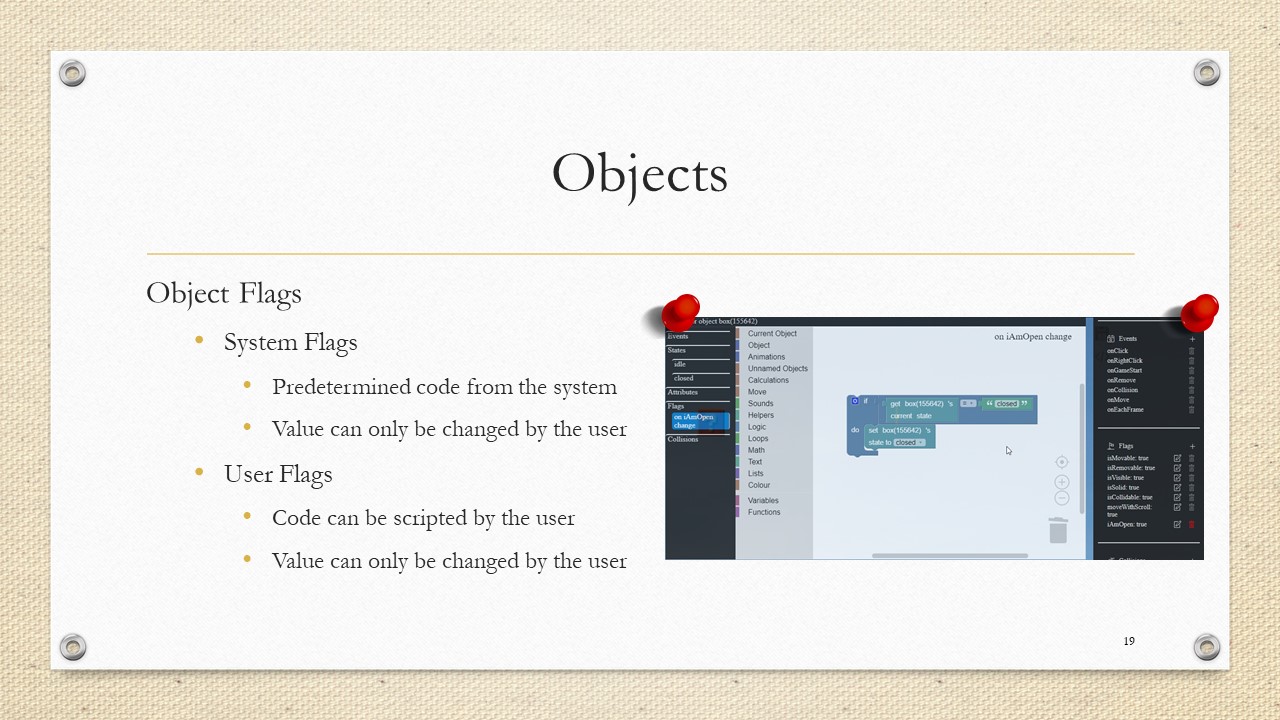 Objects
Object Flags
System Flags
Predetermined code from the system
Value can only be changed by the user
User Flags
Code can be scripted by the user
Value can only be changed by the user
object box(155642)
Events
States
idle
closed
Attributes
Flags
on iAmOpen
change
Collisions
Current Object
Object
Animations
Unnamed Objects
Calculations
Move
Sounds
Helpers
Logic
Loops
Math
Text
Lists
Colour
Variables
Functions
on iAmOpen change
if
get box(155642) 's
= 
“ closed ”
current state
do
set box(155642) 's
state to closed
Events +
onClick
onRightClick
onGameStart
onRemove
onCollision
onMove
onEachFrame
Flags +
isMovable: true
isRemovable: true
isVisible: true
isSolid: true
isCollidable: true
moveWithScroll:
true
iAmOpen: true
19